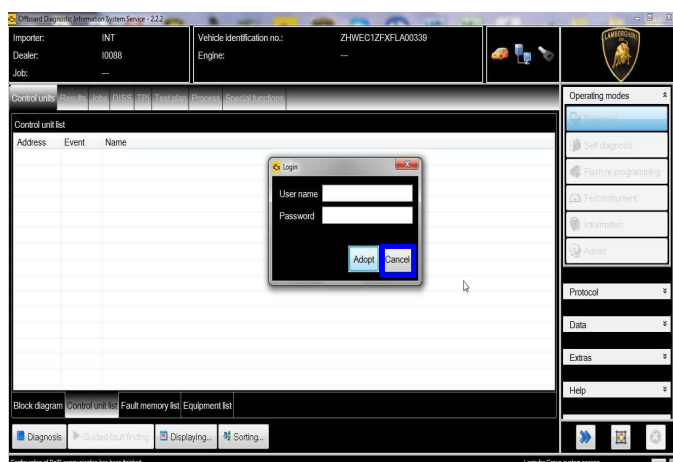 Offboard Diagnostic Information System Service - 2.2.2
Importer: INT
Dealer: I0088
Job: ---
Vehicle identification no.: ZHWEC1ZFXFLA00339
Engine: ---
LAMBORGHINI
Control units Results Jobs DISS TPI Test plan Process Special functions
Control unit list
Address Event Name
Login
User name
Password
Adopt Cancel
Operating modes
Diagnosis
Self-diagnosis
Flash re-programming
Test instrument
Information
Admin
Protocol
Data
Extras
Help
Block diagram Control unit list Fault memory list Equipment list
Diagnosis Guided fault finding Displaying... Sorting...